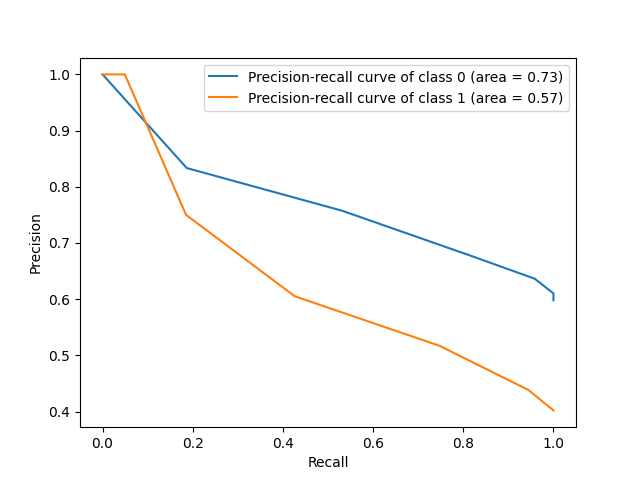 Precision-recall curve of class 0 (area = 0.73)
Precision-recall curve of class 1 (area = 0.57)
1.0
0.9
0.8
0.7
0.6
0.5
0.4
Precision
0.0 0.2 0.4 0.6 0.8 1.0
Recall